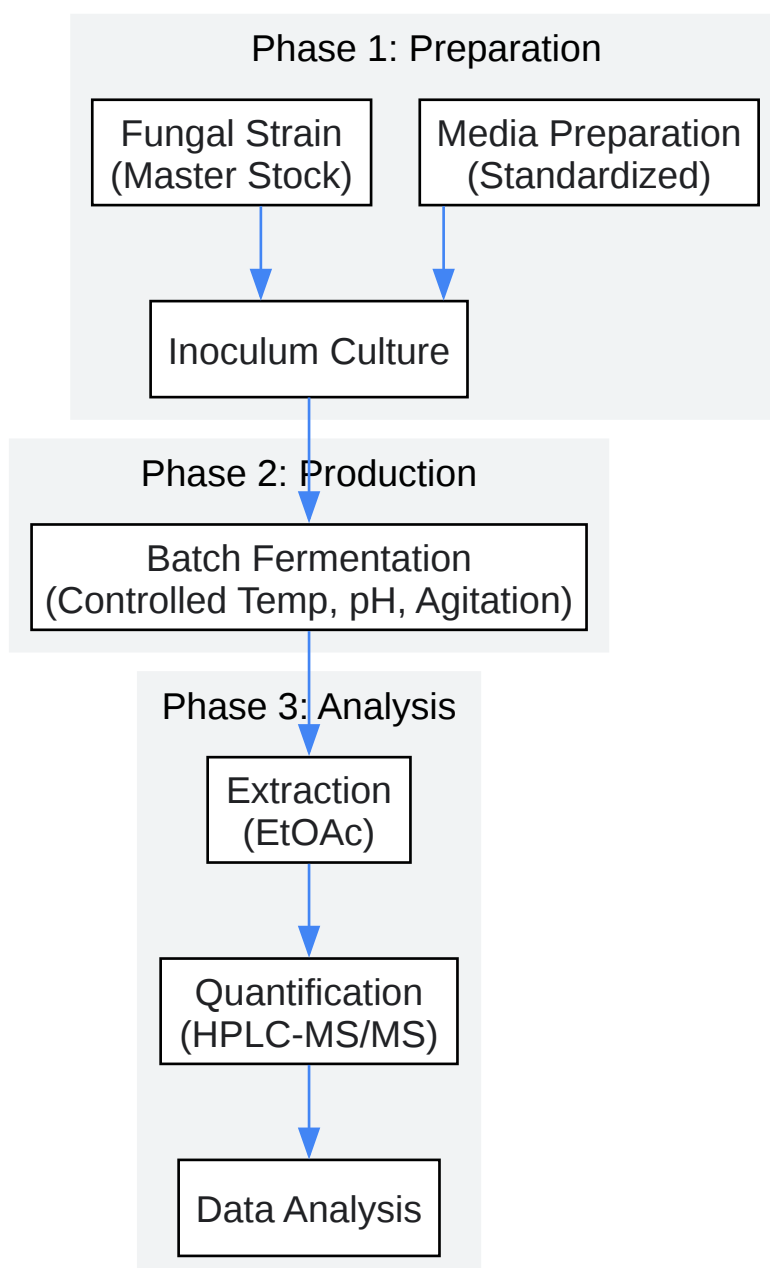 Phase 1: Preparation
Fungal Strain
(Master Stock)
Media Preparation
(Standardized)
Inoculum Culture
Phase 2: Production
Batch Fermentation
(Controlled Temp, pH, Agitation)
Phase 3: Analysis
Extraction
(EtOAc)
Quantification
(HPLC-MS/MS)
Data Analysis